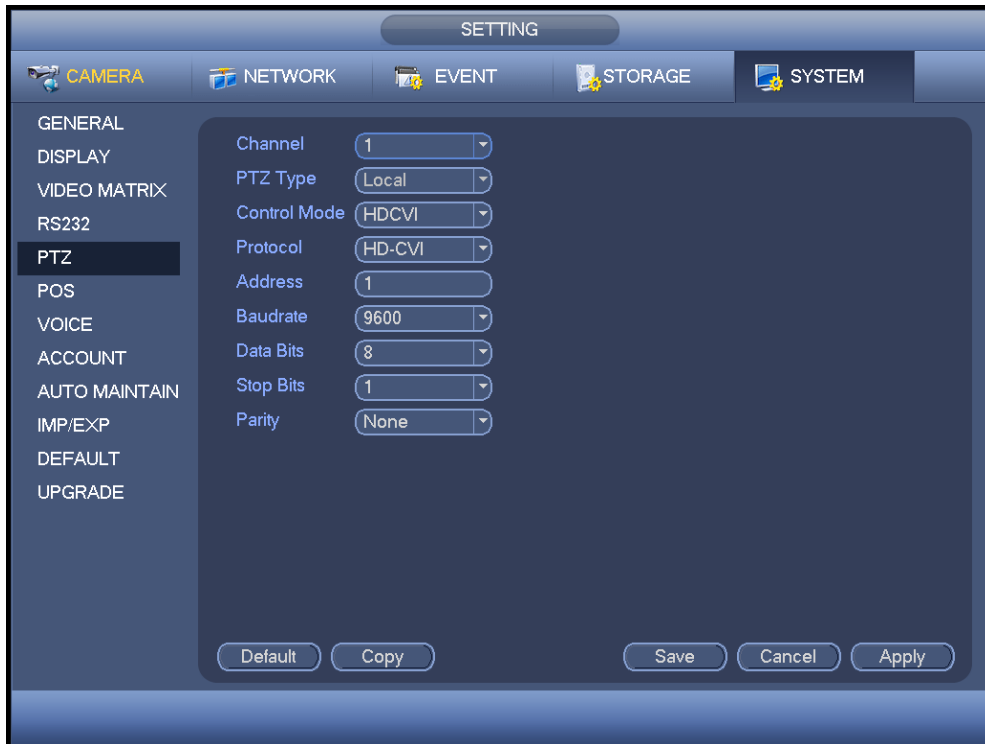 SETTING
CAMERA NETWORK EVENT STORAGE SYSTEM
GENERAL
DISPLAY
VIDEO MATRIX
RS232
PTZ
POS
VOICE
ACCOUNT
AUTO MAINTAIN
IMP/EXP
DEFAULT
UPGRADE
Channel 1
PTZ Type Local
Control Mode HDCVI
Protocol HD-CVI
Address 1
Baudrate 9600
Data Bits 8
Stop Bits 1
Parity None
Default Copy Save Cancel Apply